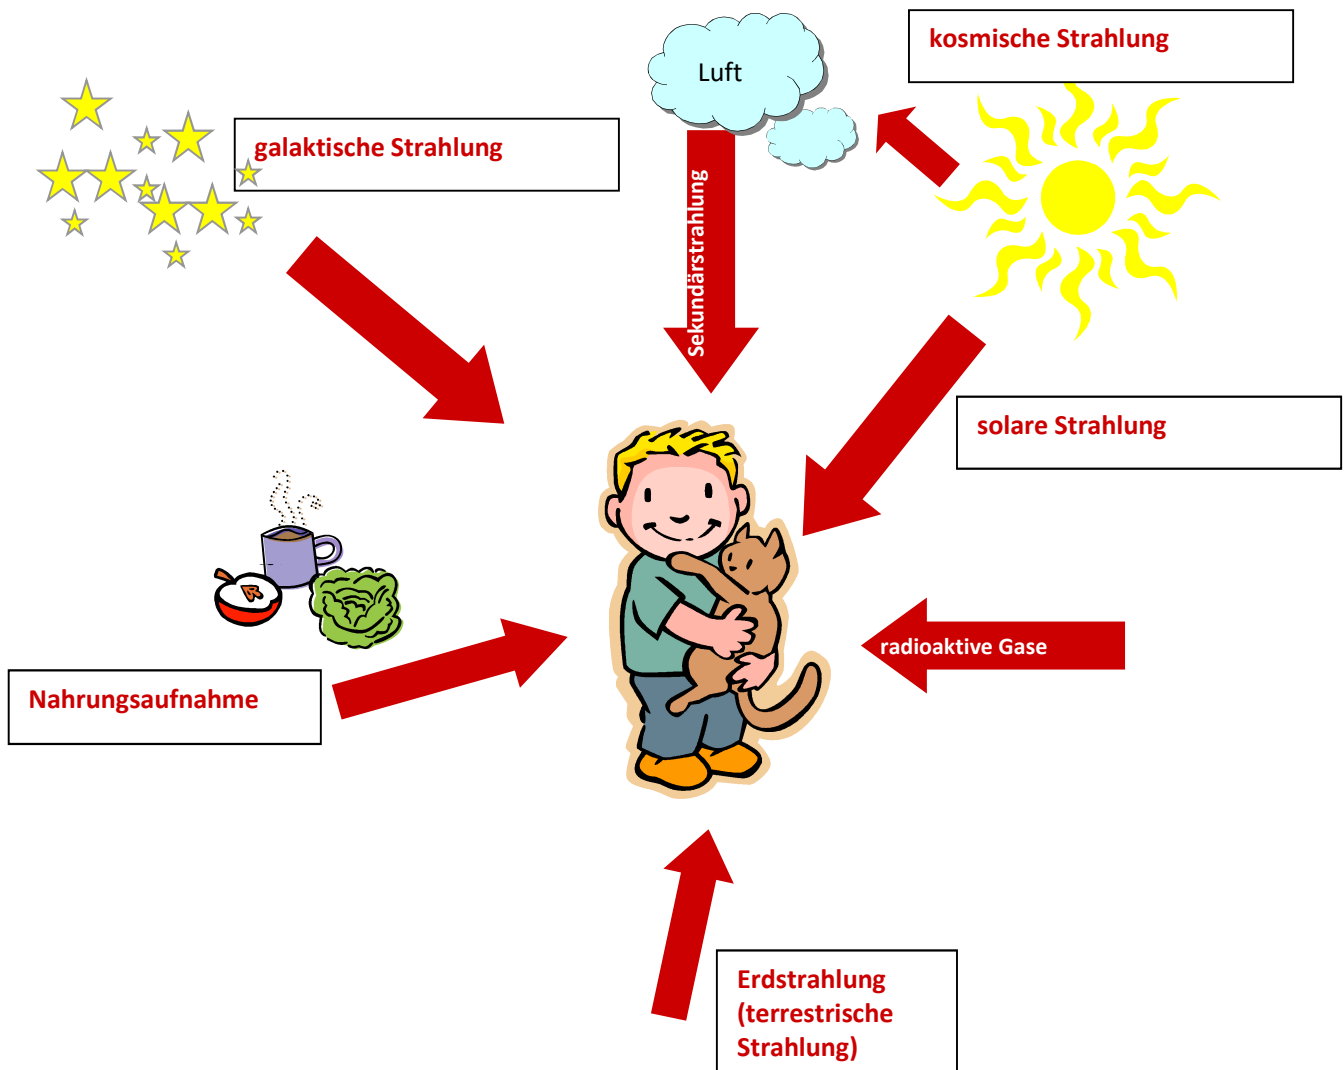 kosmische Strahlung
Luft
galaktische Strahlung
Sekundärstrahlung
solare Strahlung
radioaktive Gase
Nahrungsaufnahme
Erdstrahlung
(terrestrische
Strahlung)